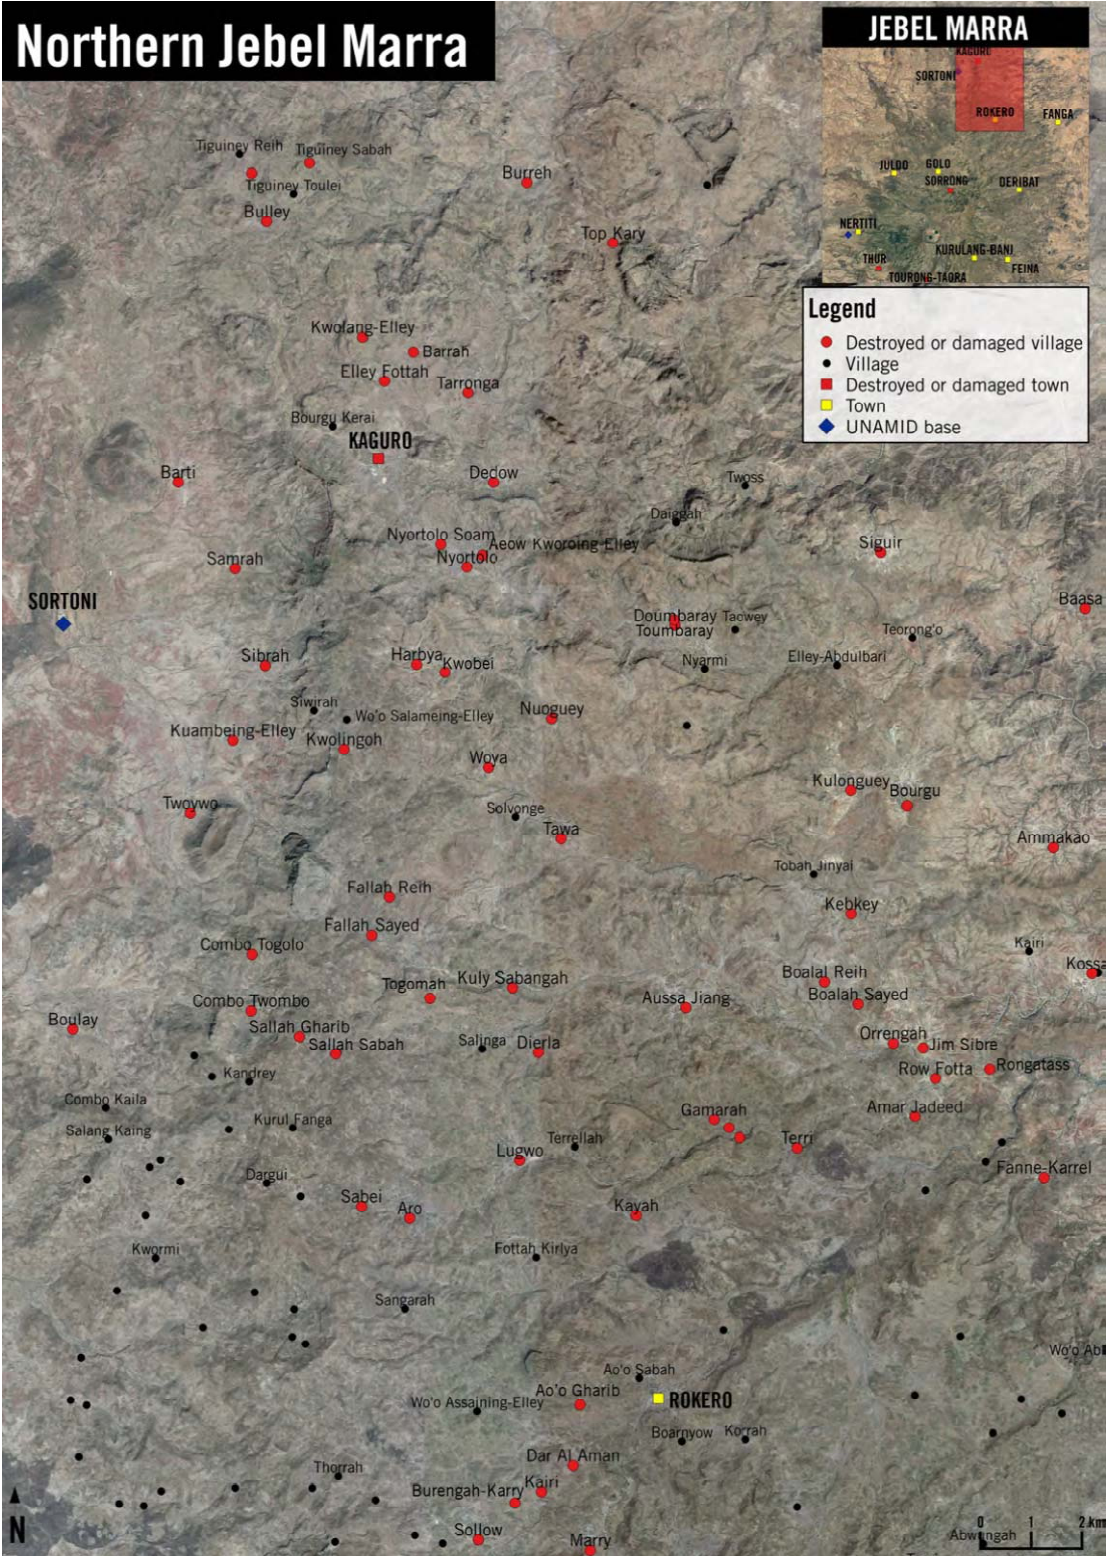 Northern Jebel Marra
JEBEL MARRA
KAGURO
SORTONI
ROKERO
FANGA
JULDO
GOLO
SORRONG
DERIBAT
NERTITI
KURULANG-BANJ
THUR
FEINA
TOURONG-TAORA
Legend
Destroyed or damaged village
Village
Destroyed or damaged town
Town
UNAMID base
Tiguiney Reih
Tiguiney Sabah
Burreh
Tiguiney Toulei
Bulley
Top Kary
Kwolang-Elley
Barrah
Elley Fottah
Tarronga
Bourgu Kerai
KAGURO
Barti
Dedow
Twoss
Daiggah
Nyortolo Soam
Aeow Kworoing-Elley
Siguir
Samrah
Nyortolo
SORTONI
Baasa
Doumbaray
Tacwey
Toumbaray
Teorong'o
Sibrah
Harbya
Kwobei
Nyarmi
Elley-Abdulbari
Siwirah
Wo'o Salameing-Elley
Nuoguey
Kuambeing-Elley
Kwolingoh
Woya
Kulonguey
Bourgu
Twoywo
Solvonge
Tawa
Ammakao
Tobah Jinyai
Fallah Reih
Kebkey
Fallah Sayed
Combo Togolo
Kairi
Kossa
Togomah
Kuly Sabangah
Boalal Reih
Combo Twombo
Aussa Jiang
Boalah Sayed
Boulay
Sallah Gharib
Sallah Sabah
Salinga
Dierla
Orrengah
Jim Sibre
Kandrey
Row Fotta
Rongatass
Combo Kaila
Gamarah
Amar Jadeed
Kurul Fanga
Salang Kaing
Terrellah
Terri
Lugwo
Fanne-Karrel
Dargui
Sabei
Aro
Kayah
Kwormi
Fottah Kirlya
Sangarah
Wo'o Ab
Ao'o Sabah
Ao'o Gharib
ROKERO
Wo'o Assaining-Elley
Boarnyow
Korrah
Dar Al Aman
Thorrah
Kairi
Burengah-Karry
N
Sollow
Marry
0 1 2 km
Abwungah